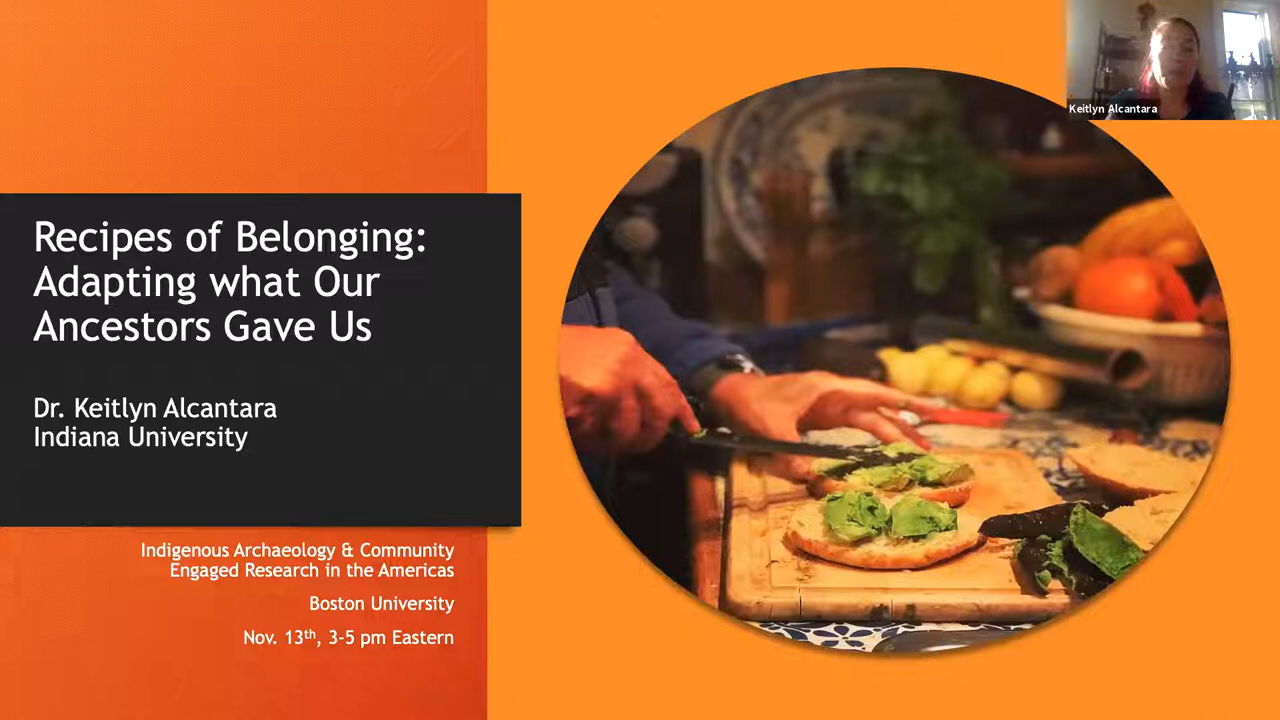 Recipes of Belonging:
Adapting what Our
Ancestors Gave Us
Dr. Keitlyn Alcantara
Indiana University
Indigenous Archaeology & Community
Engaged Research in the Americas
Boston University
Nov. 13th, 3-5 pm Eastern
Keitlyn Alcantara